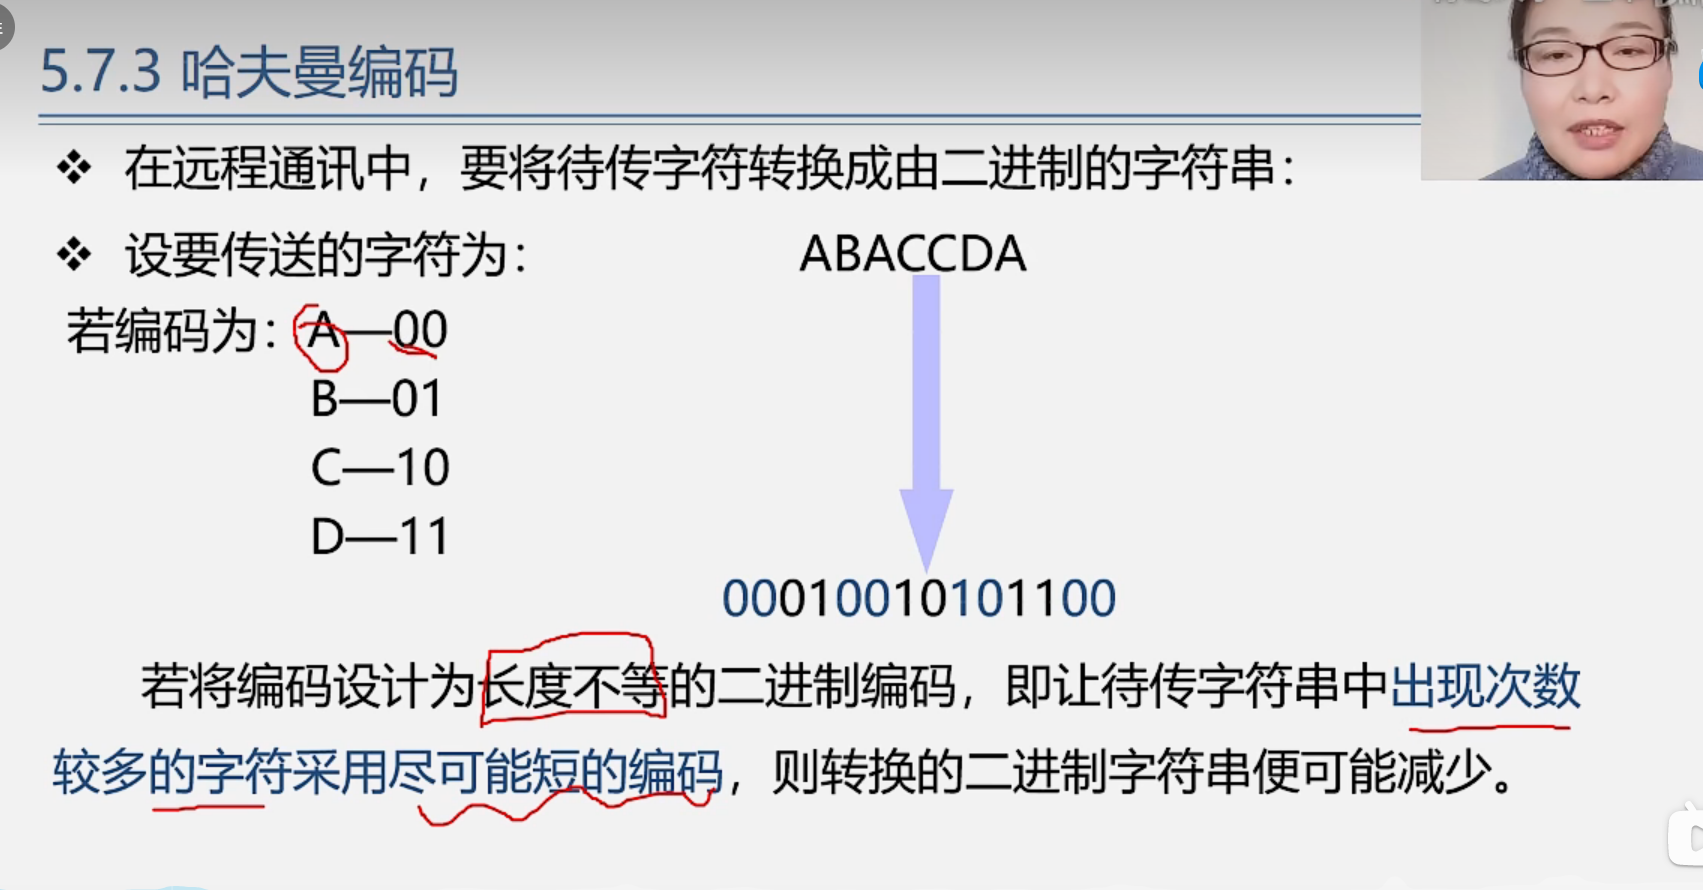 5.7.3 哈夫曼编码
❖ 在远程通讯中，要将待传字符转换成由二进制的字符串：
❖ 设要传送的字符为： ABACCDA
若编码为：A—00
B—01
C—10
D—11
00010010101100
若将编码设计为长度不等的二进制编码，即让待传字符串中出现次数
较多的字符采用尽可能短的编码，则转换的二进制字符串便可能减少。